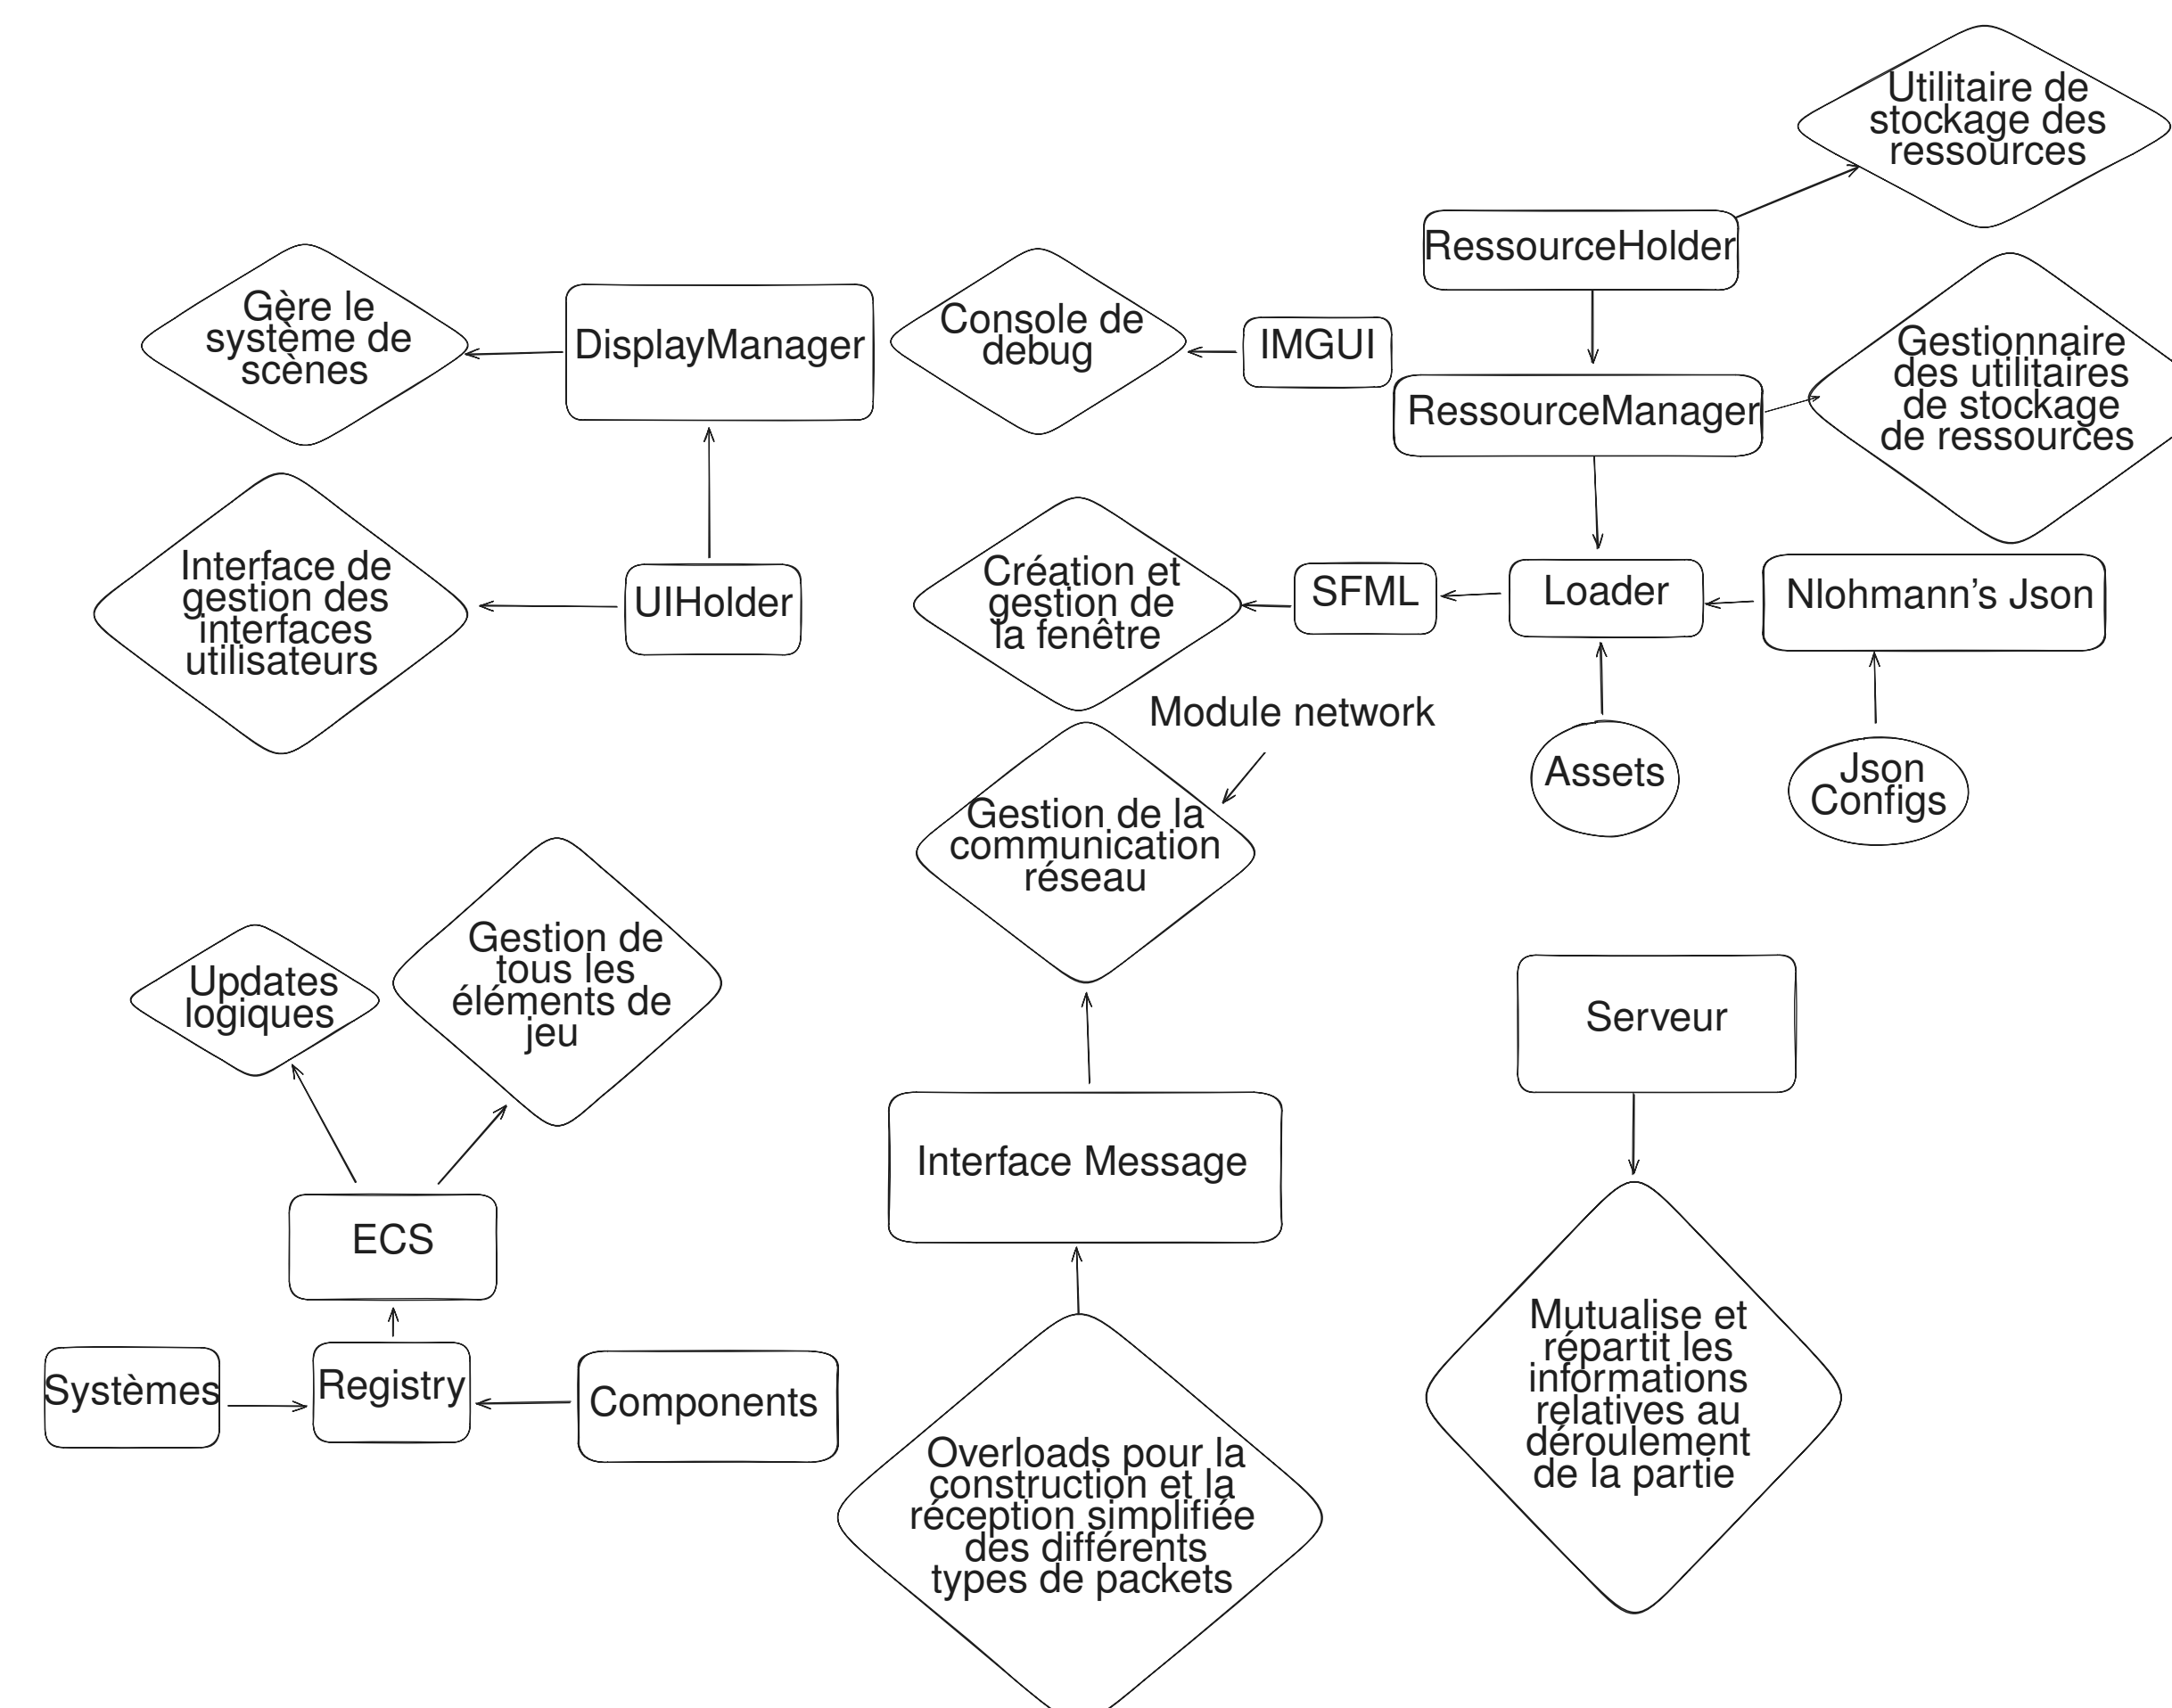 Utilitaire de
stockage des
ressources
RessourceHolder
Gère le
système de
scènes
DisplayManager
Console de
debug
IMGUI
RessourceManager
Gestionnaire
des utilitaires
de stockage
de ressources
Interface de
gestion des
interfaces
utilisateurs
UIHolder
Création et
gestion de
la fenêtre
SFML
Loader
Nlohmann’s Json
Module network
Assets
Json
Configs
Gestion de la
communication
réseau
Updates
logiques
Gestion de
tous les
éléments de
jeu
Serveur
Interface Message
ECS
Systèmes
Registry
Components
Overloads pour la
construction et la
réception simplifiée
des différents
types de packets
Mutualise et
répartit les
informations
relatives au
déroulement
de la partie